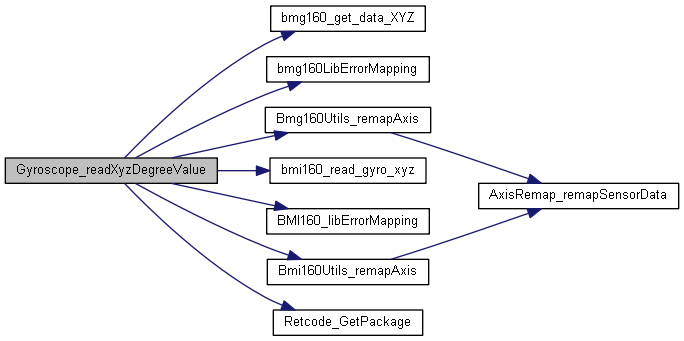 bmg160_get_data_XYZ
bmg160LibErrorMapping
Bmg160Utils_remapAxis
Gyroscope_readXyzDegreeValue
bmi160_read_gyro_xyz
AxisRemap_remapSensorData
BMI160_libErrorMapping
Bmi160Utils_remapAxis
Retcode_GetPackage